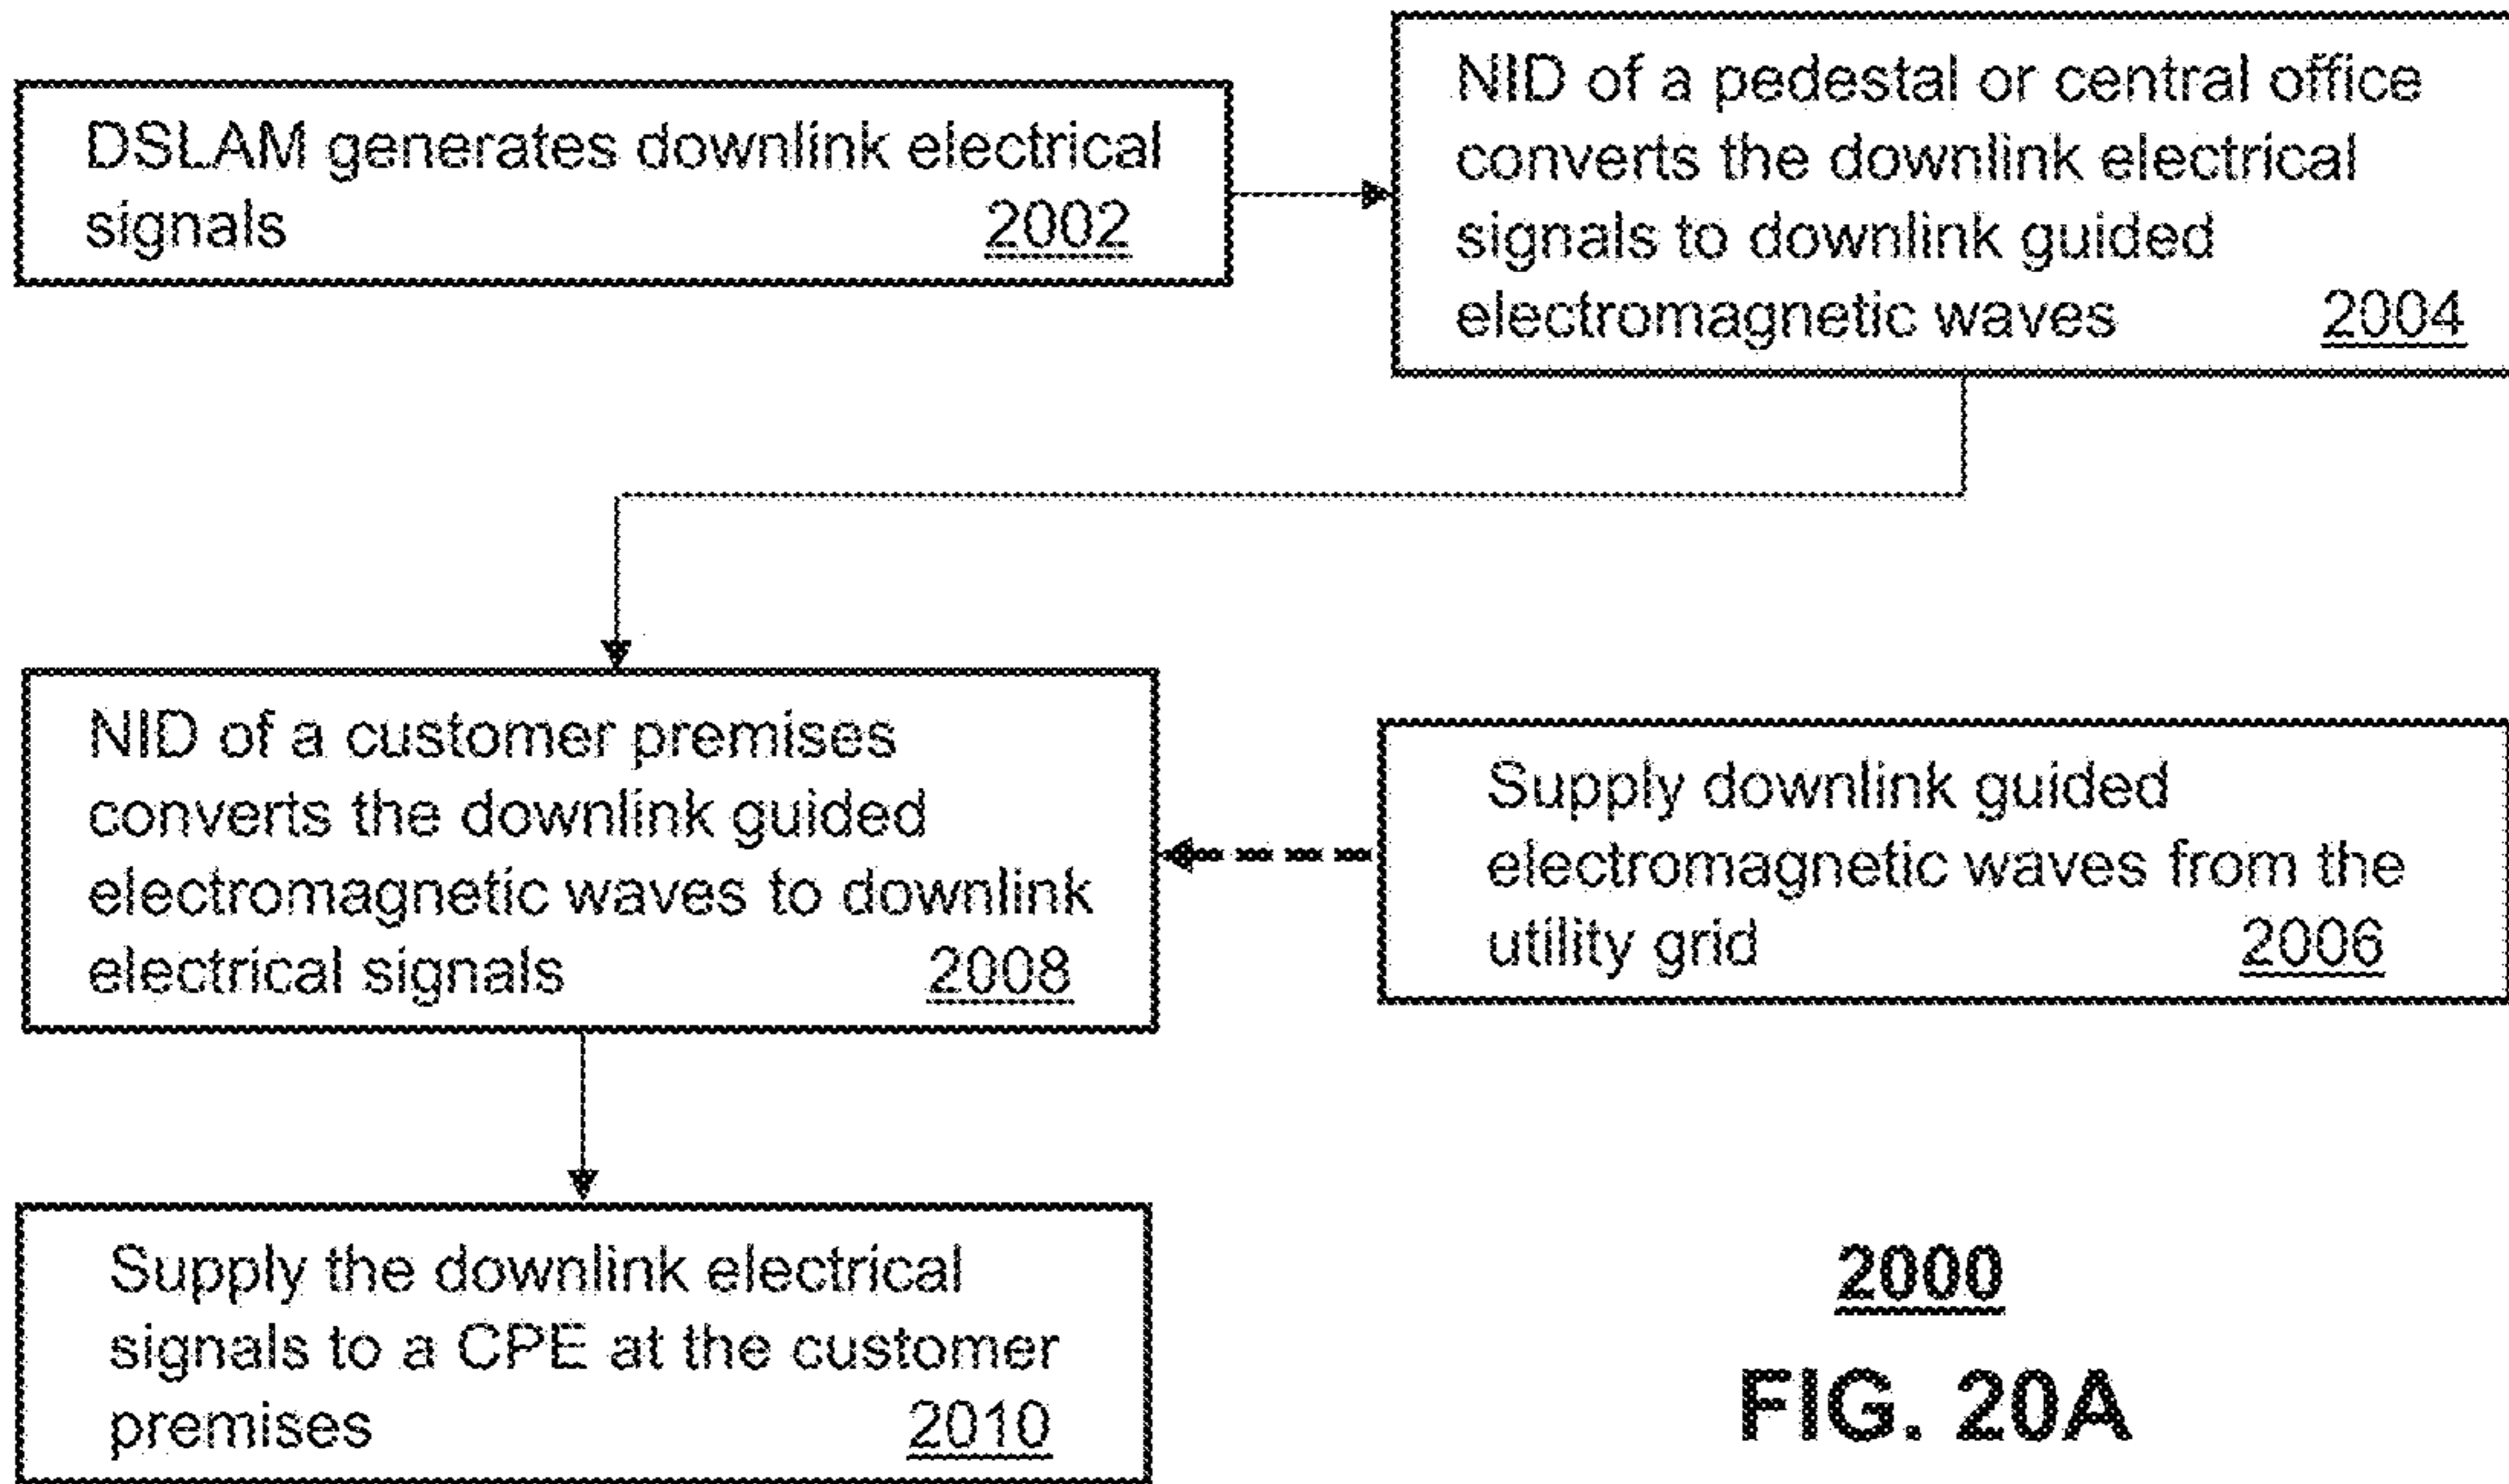 DSLAM generates downlink electrical
signals 2002
NID of a pedestal or central office
converts the downlink electrical
signals to downlink guided
electromagnetic waves 2004
NID of a customer premises
converts the downlink guided
electromagnetic waves to downlink
electrical signals 2008
Supply downlink guided
electromagnetic waves from the
utility grid 2006
Supply the downlink electrical
signals to a CPE at the customer
premises 2010
2000
FIG. 20A